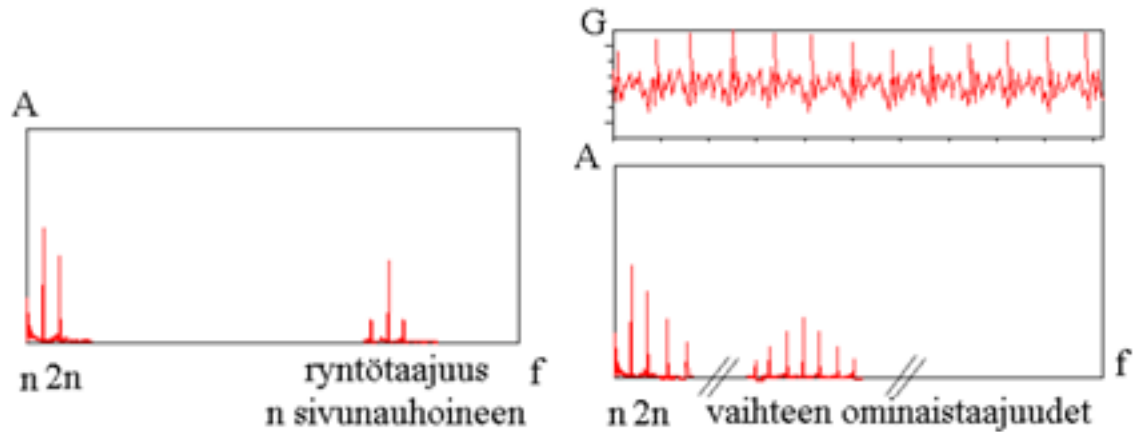 A
n 2n
ryntötaajuus
f
n sivunauhoineen
G
A
f
n 2n
vaihteen ominaistaajuudet